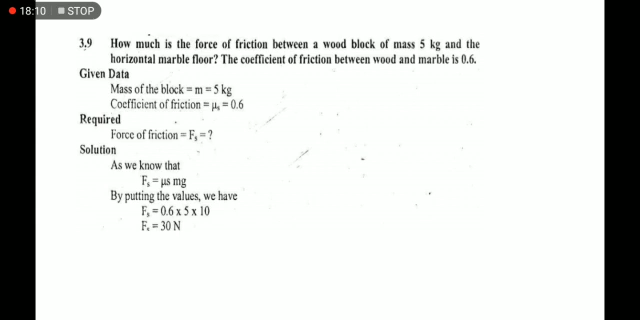 18:10 STOP
3.9 How much is the force of friction between a wood block of mass 5 kg and the
horizontal marble floor? The coefficient of friction between wood and marble is 0.6.
Given Data
Mass of the block = m = 5 kg
Coefficient of friction = μₛ = 0.6
Required
Force of friction = Fₛ = ?
Solution
As we know that
Fₛ = μs mg
By putting the values, we have
Fₛ = 0.6 x 5 x 10
Fₛ = 30 N